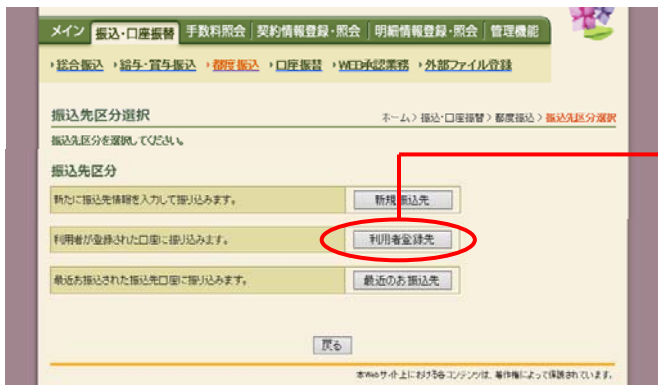 メイン 振込・口座振替 手数料照会 契約情報登録・照会 明細情報登録・照会 管理機能
総合振込 給与・賞与振込 都度振込 口座振替 WEB承認業務 外部ファイル登録
振込先区分選択
ホーム〉振込・口座振替〉都度振込〉振込先区分選択
振込先区分を選択してください。
振込先区分
新たに振込先情報を入力して振り込みます。 新規振込先
利用者が登録された口座に振り込みます。 利用者登録先
最近お振込された振込先口座に振り込みます。 最近のお振込先
戻る
本Webサイト上における各コンテンツは、著作権によって保護されています。